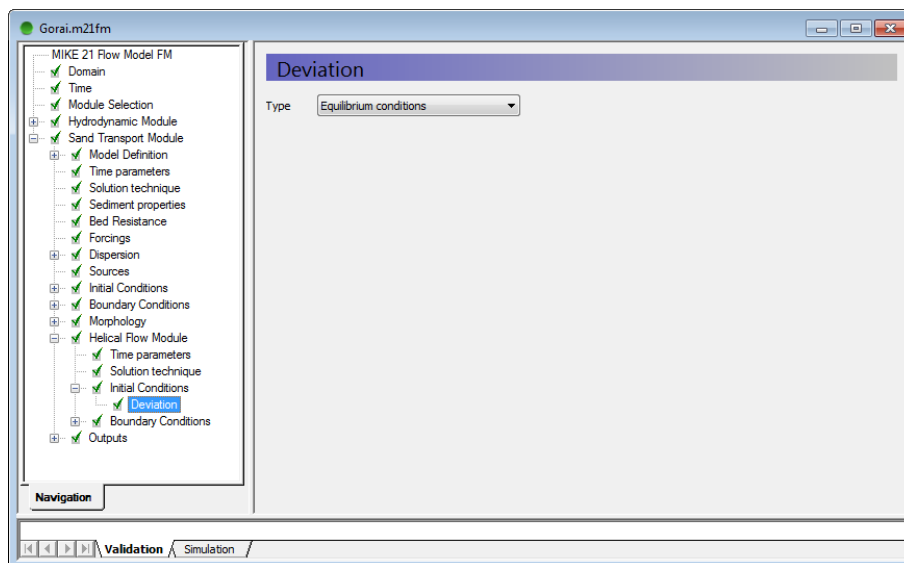 Gorai.m21fm
MIKE 21 Flow Model FM
Domain
Time
Module Selection
Hydrodynamic Module
Sand Transport Module
Model Definition
Time parameters
Solution technique
Sediment properties
Bed Resistance
Forcings
Dispersion
Sources
Initial Conditions
Boundary Conditions
Morphology
Helical Flow Module
Time parameters
Solution technique
Initial Conditions
Deviation
Boundary Conditions
Outputs
Navigation
Deviation
Type Equilibrium conditions
Validation Simulation